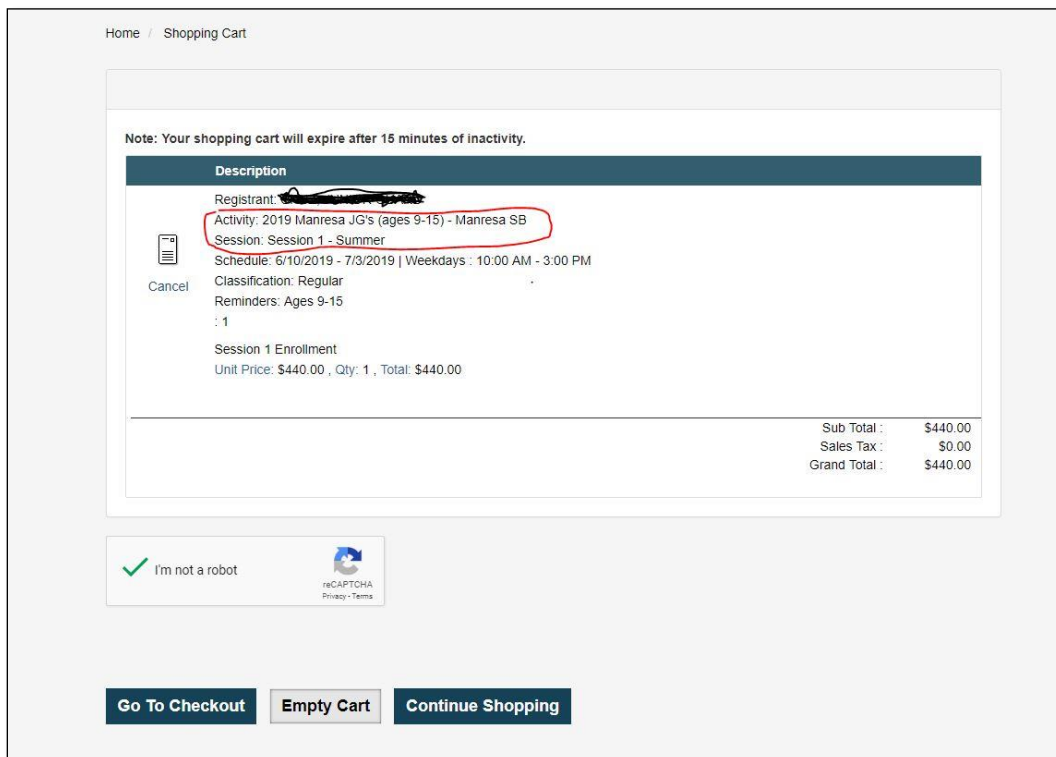 Home / Shopping Cart
Note: Your shopping cart will expire after 15 minutes of inactivity.
Description
Registrant:
Activity: 2019 Manresa JG's (ages 9-15) - Manresa SB
Session: Session 1 - Summer
Schedule: 6/10/2019 - 7/3/2019 | Weekdays : 10:00 AM - 3:00 PM
Cancel
Classification: Regular
Reminders: Ages 9-15
: 1
Session 1 Enrollment
Unit Price: $440.00 , Qty: 1 , Total: $440.00
Sub Total : $440.00
Sales Tax : $0.00
Grand Total : $440.00
I'm not a robot
reCAPTCHA
Privacy - Terms
Go To Checkout Empty Cart Continue Shopping